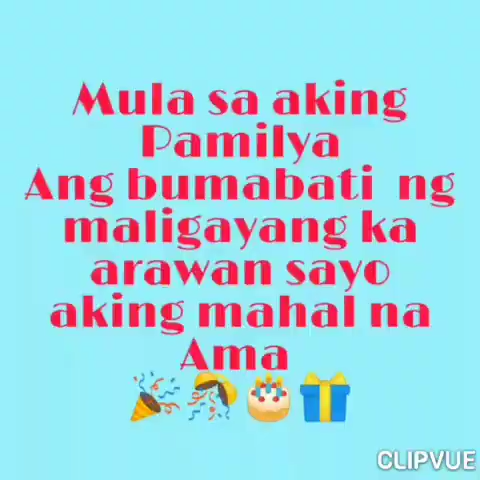 Mula sa aking
Pamilya
Ang bumabati ng
maligayang ka
arawan sayo
aking mahal na
Ama
🎉🎊🎂🎁
CLIPVUE